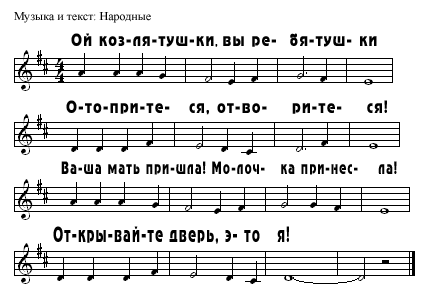 Музыка и текст: Народные
Ой коз-ля-туш-ки, вы ре- бя-туш- ки
О-то-при-те- ся, от-во- ри-те- ся!
Ва-ша мать при-шла! Мо-лоч- ка при-нес- ла!
От-кры-вай-те дверь, э- то я!